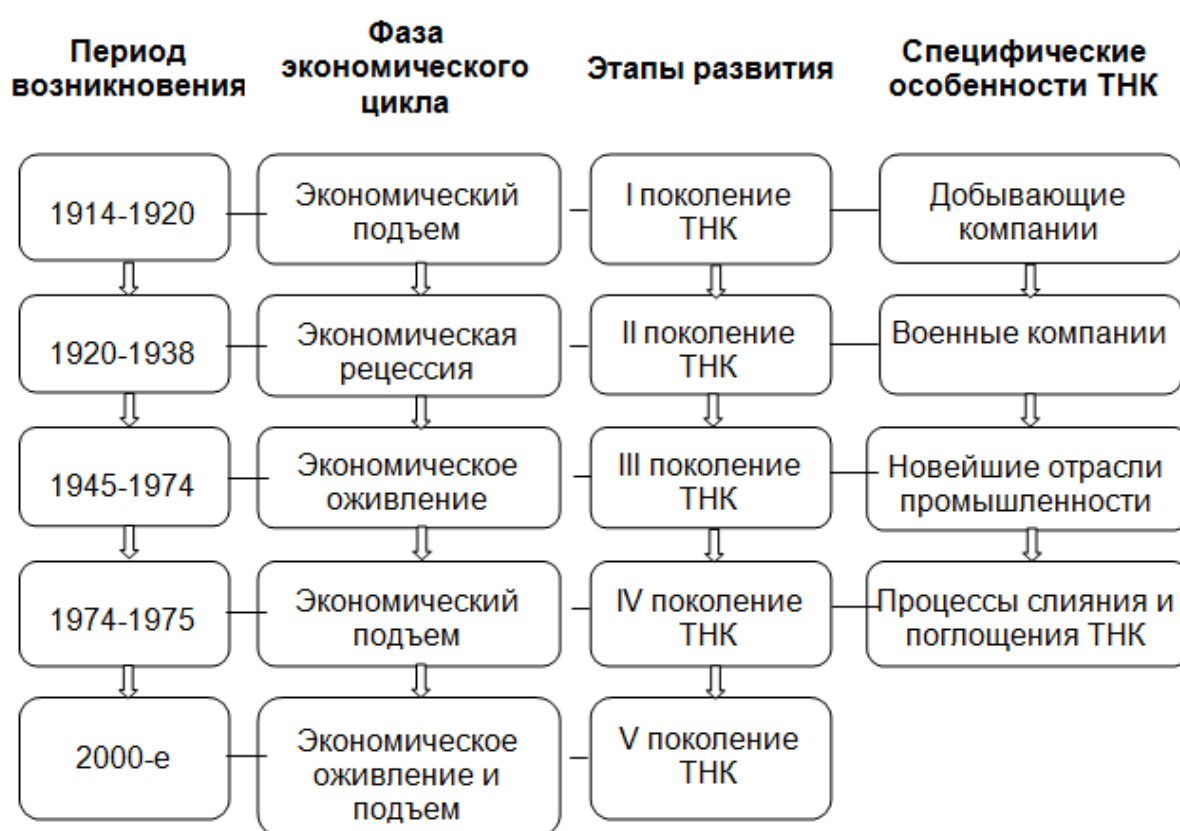 Период
возникновения
Фаза
экономического
цикла
Этапы развития
Специфические
особенности ТНК
1914-1920
Экономический
подъем
I поколение
ТНК
Добывающие
компании
1920-1938
Экономическая
рецессия
II поколение
ТНК
Военные компании
1945-1974
Экономическое
оживление
III поколение
ТНК
Новейшие отрасли
промышленности
1974-1975
Экономический
подъем
IV поколение
ТНК
Процессы слияния и
поглощения ТНК
2000-е
Экономическое
оживление и
подъем
V поколение
ТНК